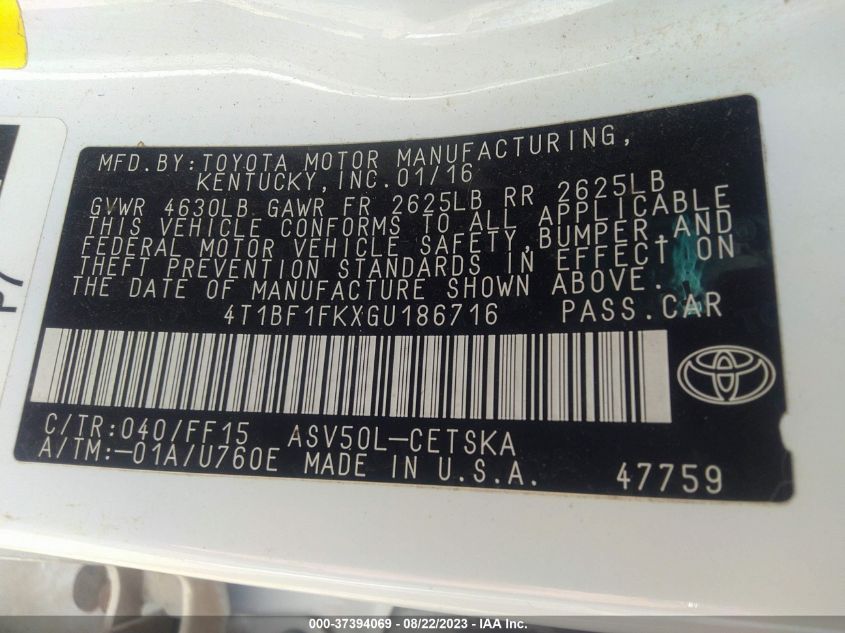 MFD.BY:TOYOTA MOTOR MANUFACTURING,
KENTUCKY,INC.01/16
GVWR 4630LB GAWR FR 2625LB RR 2625LB
THIS VEHICLE CONFORMS TO ALL APPLICABLE
FEDERAL MOTOR VEHICLE SAFETY,BUMPER,AND
THEFT PREVENTION STANDARDS IN EFFECT ON
THE DATE OF MANUFACTURE SHOWN ABOVE.
4T1BF1FKXGU186716 PASS.CAR
C/TR:040/FF15 ASV50L-CETSKA
A/TM:-01A/U760E MADE IN U.S.A. 47759
000-37394069 - 08/22/2023 - IAA Inc.